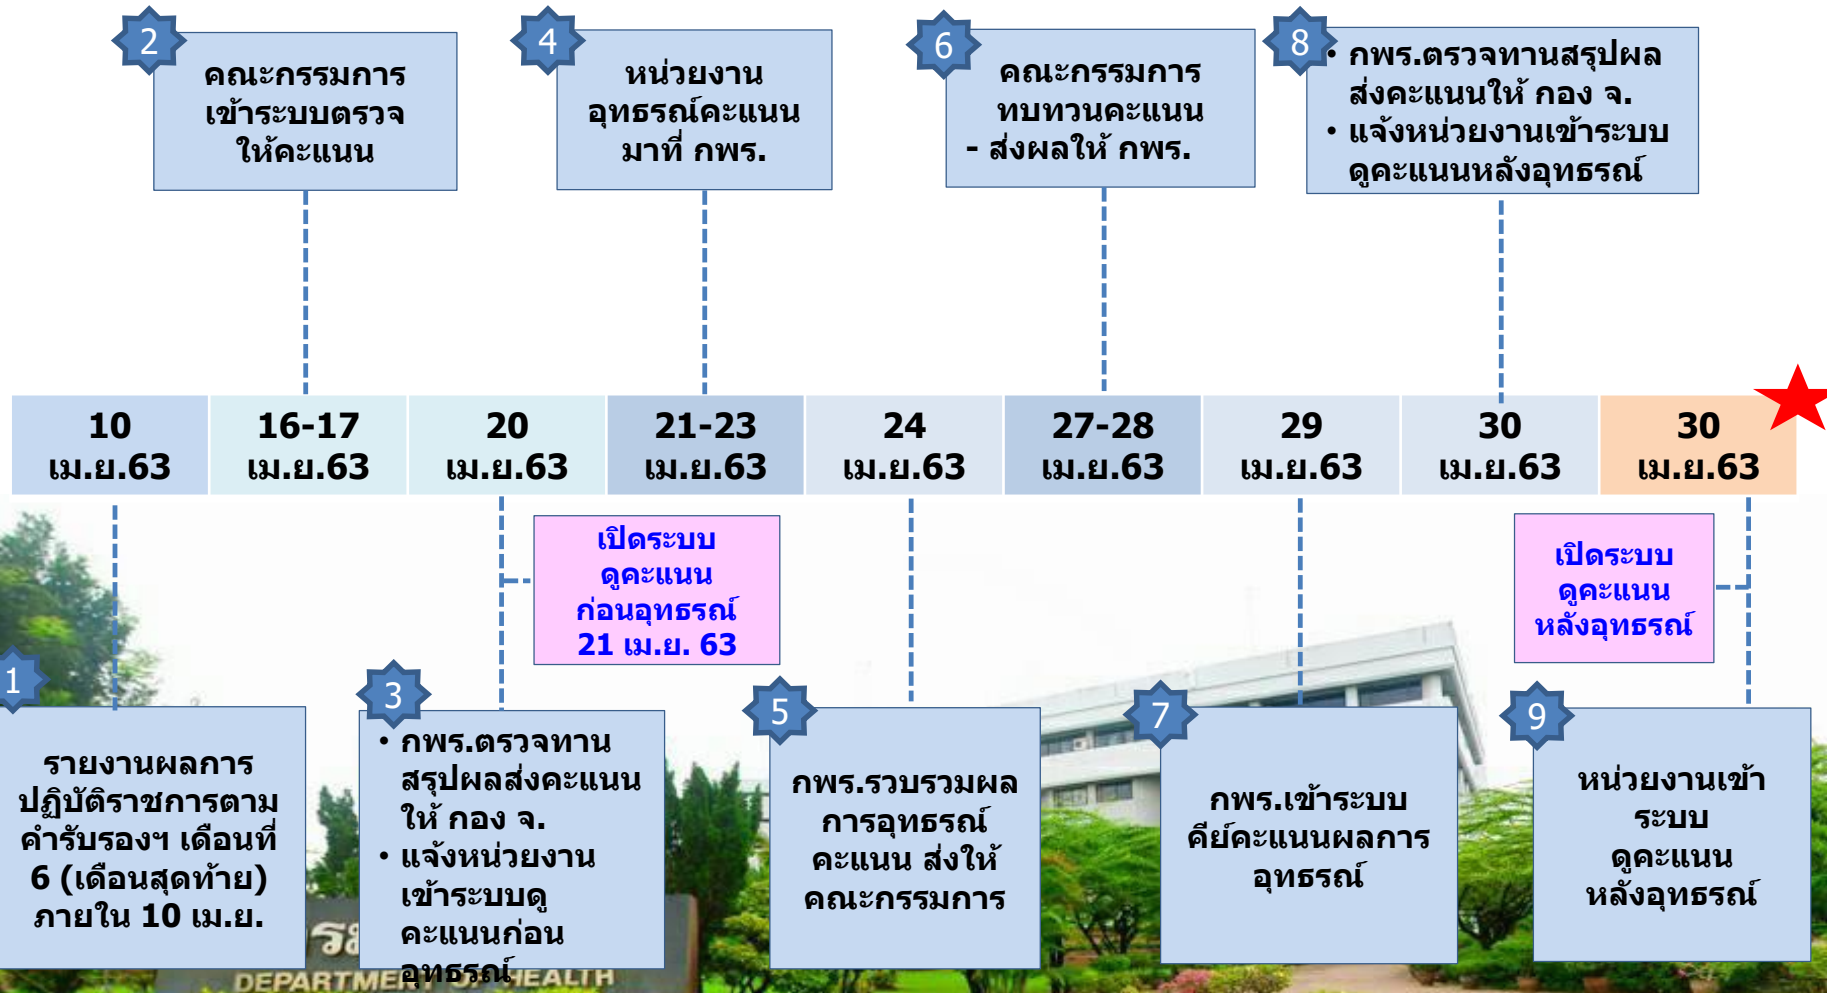 2
คณะกรรมการ
เข้าระบบตรวจ
ให้คะแนน
4
หน่วยงาน
อุทธรณ์คะแนน
มาที่ กพร.
6
คณะกรรมการ
ทบทวนคะแนน
- ส่งผลให้ กพร.
8
• กพร.ตรวจทานสรุปผล
ส่งคะแนนให้ กอง จ.
• แจ้งหน่วยงานเข้าระบบ
ดูคะแนนหลังอุทธรณ์
10
เม.ย.63
16-17
เม.ย.63
20
เม.ย.63
21-23
เม.ย.63
24
เม.ย.63
27-28
เม.ย.63
29
เม.ย.63
30
เม.ย.63
30
เม.ย.63
เปิดระบบ
ดูคะแนน
ก่อนอุทธรณ์
21 เม.ย. 63
เปิดระบบ
ดูคะแนน
หลังอุทธรณ์
1
รายงานผลการ
ปฏิบัติราชการตาม
คำรับรองฯ เดือนที่
6 (เดือนสุดท้าย)
ภายใน 10 เม.ย.
3
• กพร.ตรวจทาน
สรุปผลส่งคะแนน
ให้ กอง จ.
• แจ้งหน่วยงาน
เข้าระบบดู
คะแนนก่อน
อุทธรณ์
5
กพร.รวบรวมผล
การอุทธรณ์
คะแนน ส่งให้
คณะกรรมการ
7
กพร.เข้าระบบ
คีย์คะแนนผลการ
อุทธรณ์
9
หน่วยงานเข้า
ระบบ
ดูคะแนน
หลังอุทธรณ์
DEPARTMENT OF HEALTH